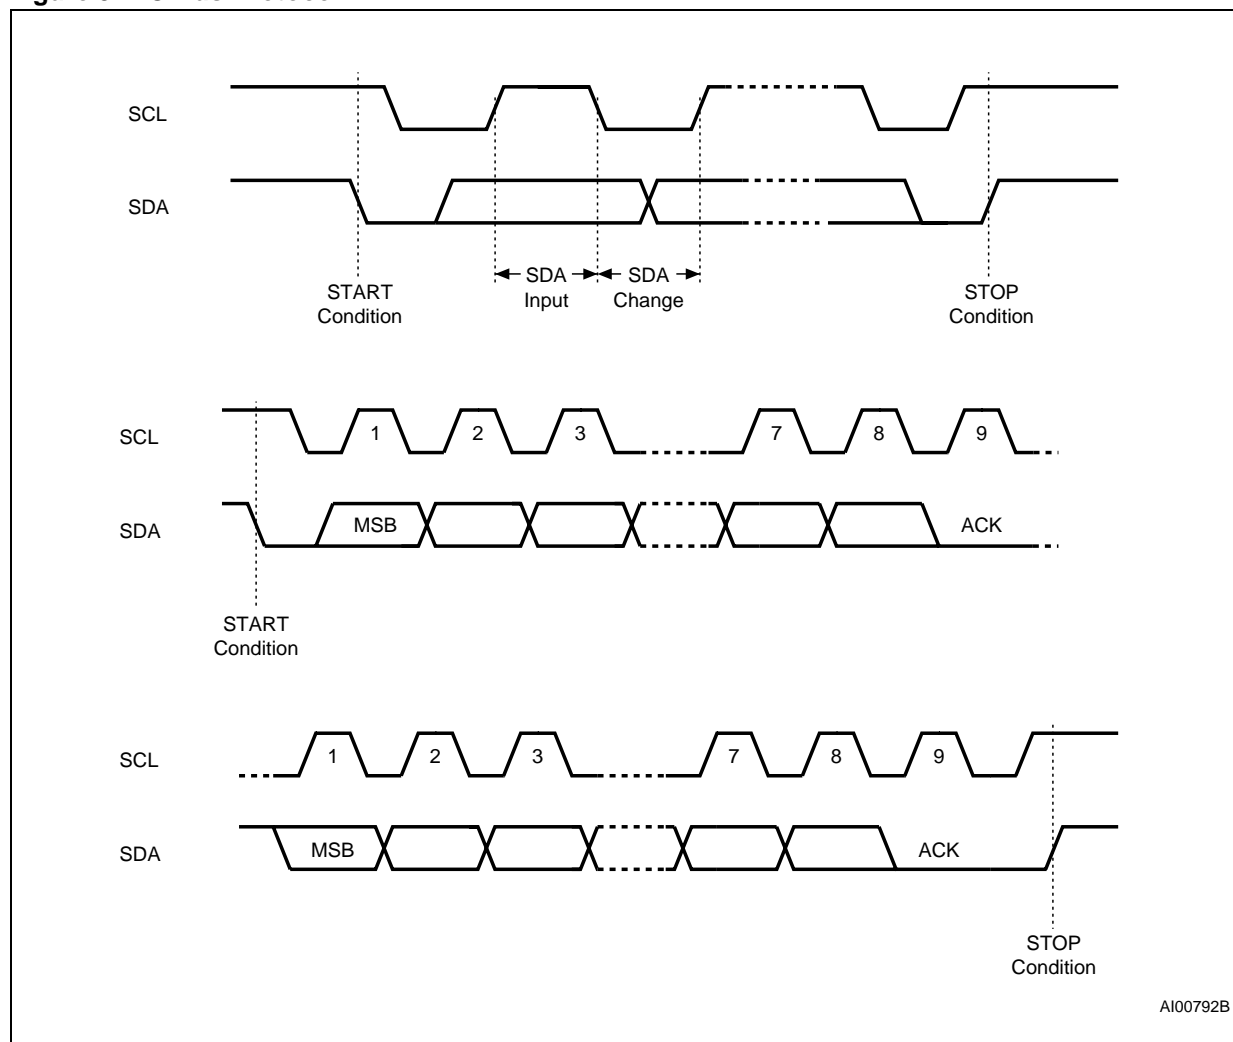 SCL
SDA
SDA
Input
SDA
Change
START
Condition
STOP
Condition
SCL
1 2 3 7 8 9
SDA
MSB ACK
START
Condition
SCL
1 2 3 7 8 9
SDA
MSB ACK
STOP
Condition
AI00792B